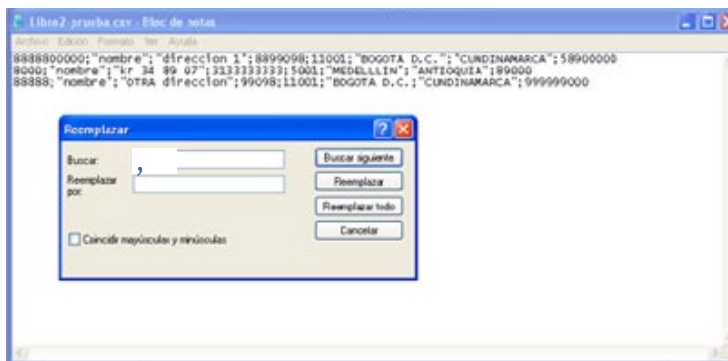 Libro2-prueba.csv - Bloc de notas
Archivo Edición Formato Ver Ayuda
8888800000;"nombre";"direccion 1";8899098;11001;"BOGOTA D.C.";"CUNDINAMARCA";58900000
8000;"nombre";"kr 34 89 07";3133333333;5001;"MEDELLLIN";"ANTIOQUIA";89000
88888;"nombre";"OTRA direccion";99098;11001;"BOGOTA D.C.;"CUNDINAMARCA";999999000
Reemplazar
Buscar: ,
Buscar siguiente
Reemplazar por:
Reemplazar
Reemplazar todo
Cancelar
Coincidir mayúsculas y minúsculas